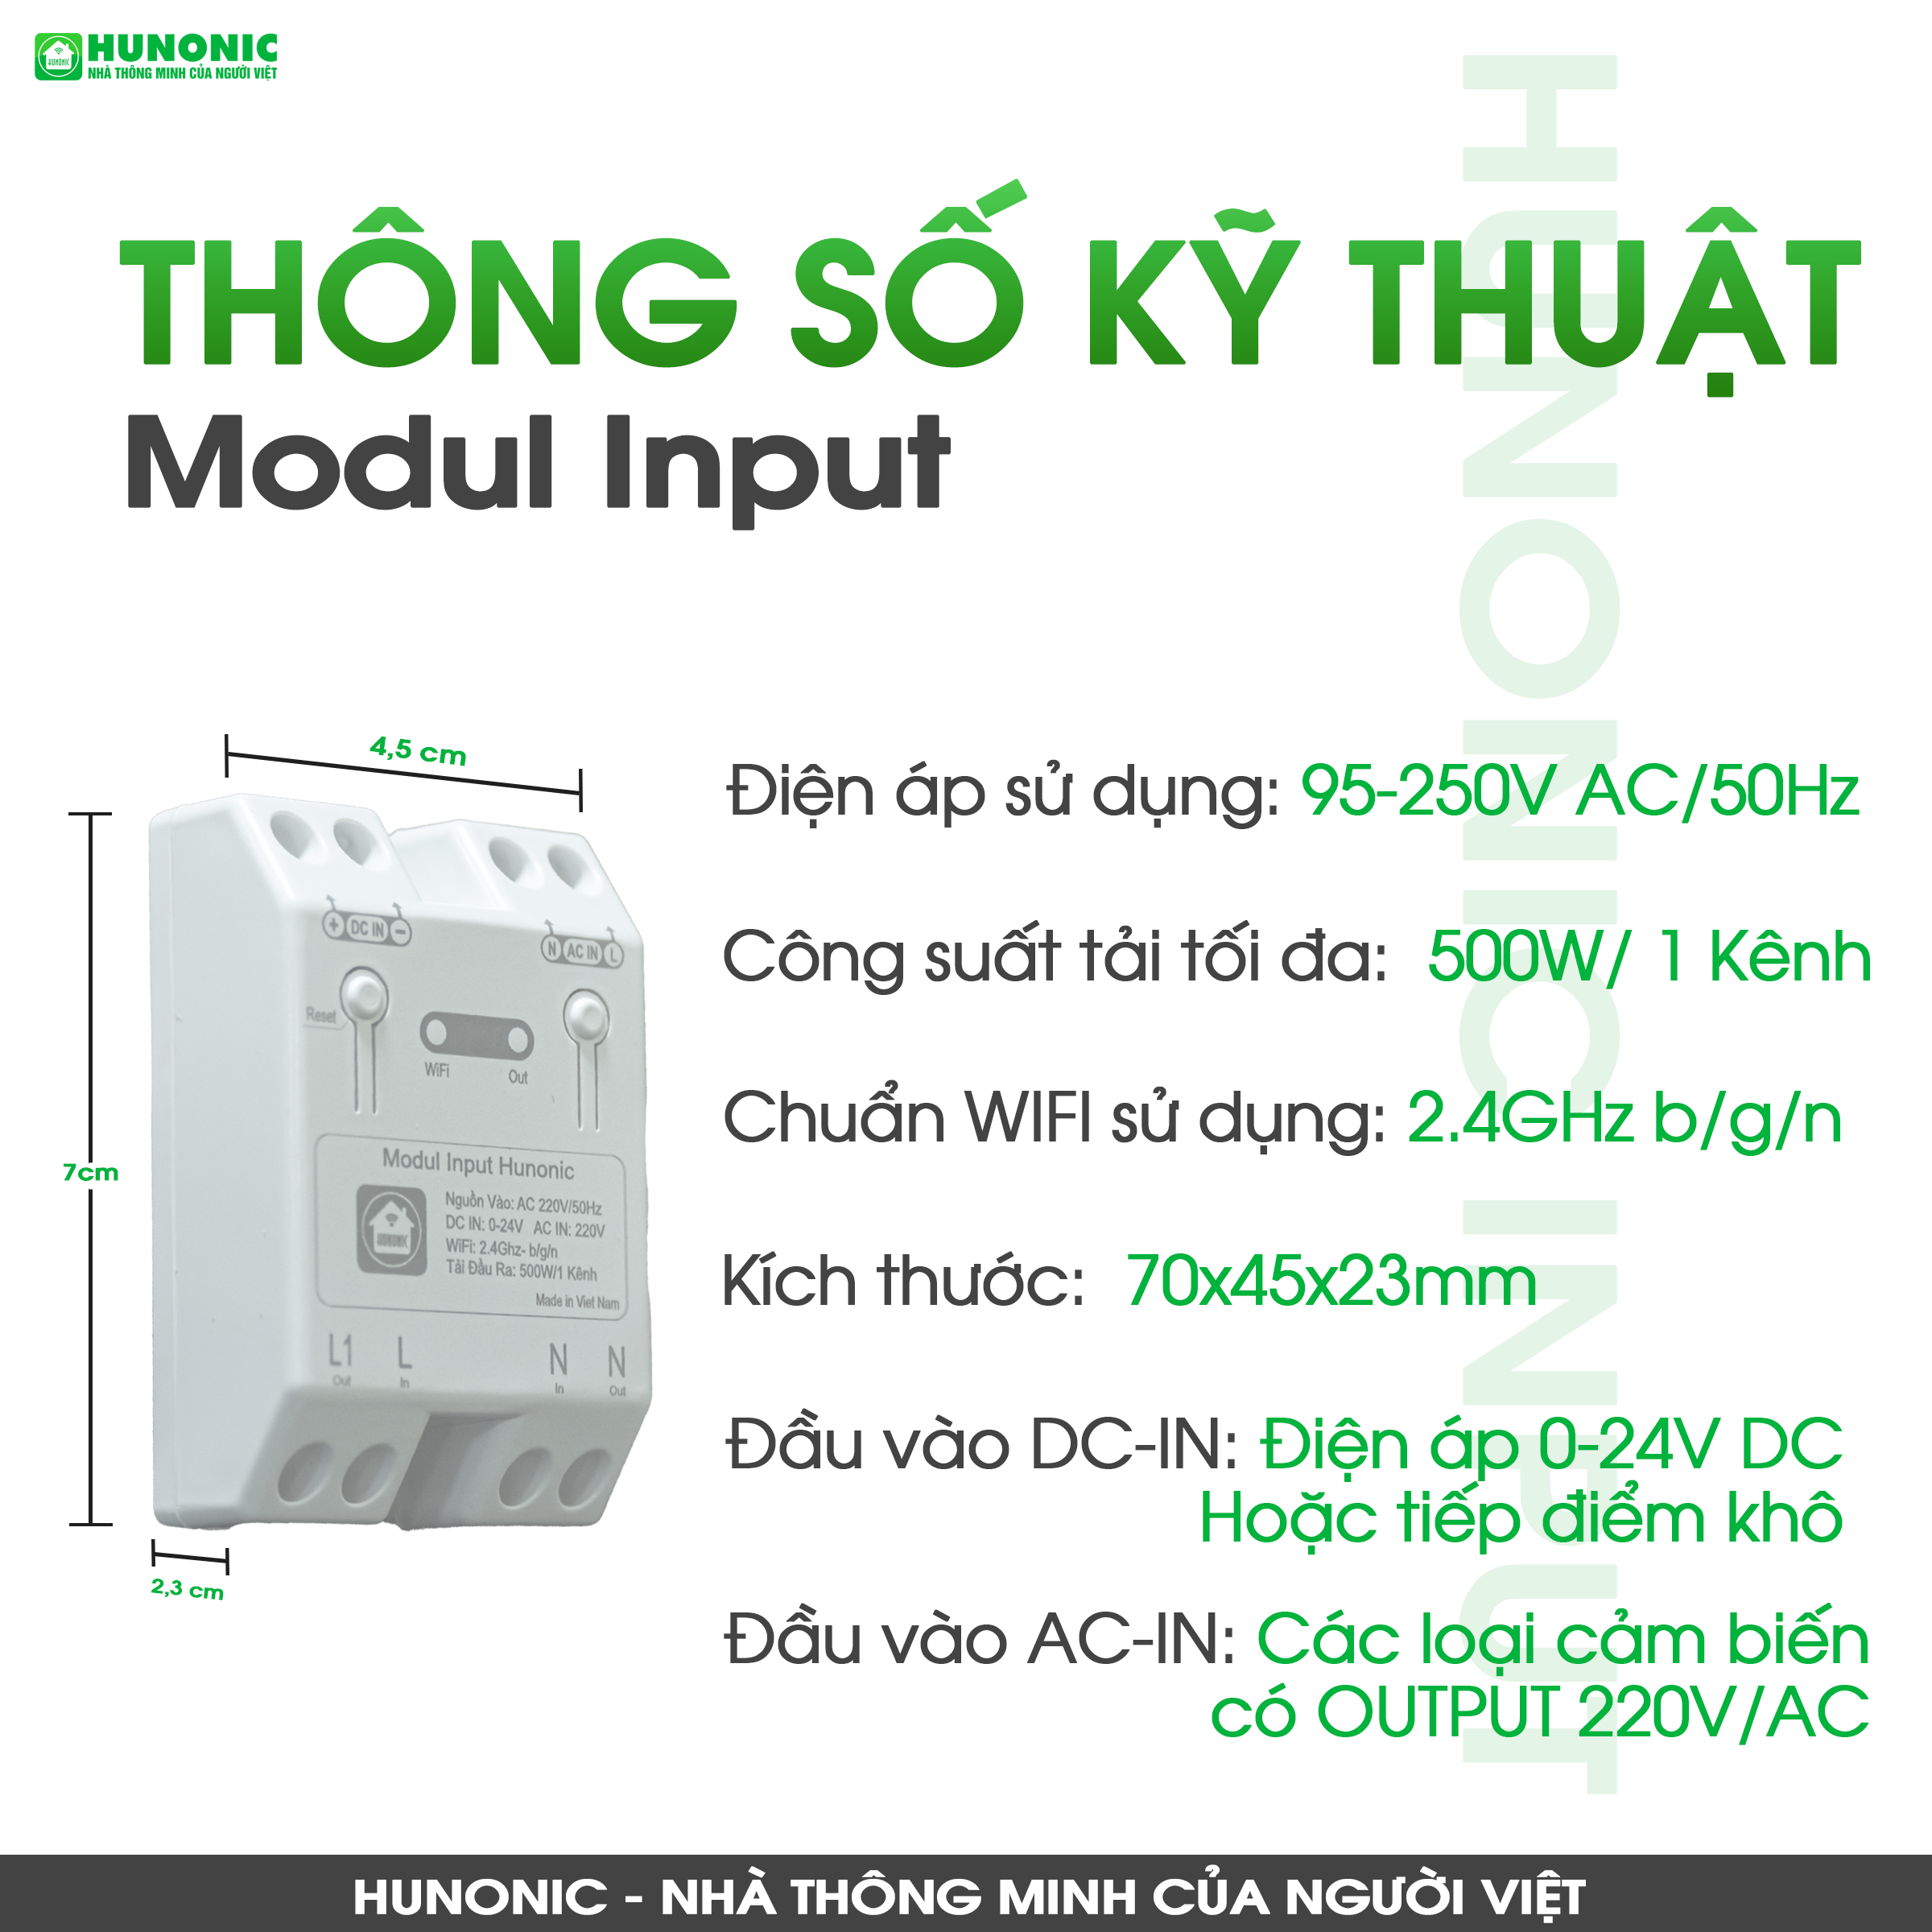 HUNONIC
NHÀ THÔNG MINH CỦA NGƯỜI VIỆT
THÔNG SỐ KỸ THUẬT
Modul Input
HUNONIC INPUT
4,5 cm
7cm
2,3 cm
+ DC IN −
N AC IN L
Reset
WiFi Out
Modul Input Hunonic
HUNONIC
Nguồn Vào: AC 220V/50Hz
DC IN: 0-24V AC IN: 220V
WiFi: 2.4Ghz- b/g/n
Tải Đầu Ra: 500W/1 Kênh
Made in Viet Nam
L1 L N N
Out In In Out
Điện áp sử dụng: 95-250V AC/50Hz
Công suất tải tối đa: 500W/ 1 Kênh
Chuẩn WIFI sử dụng: 2.4GHz b/g/n
Kích thước: 70x45x23mm
Đầu vào DC-IN: Điện áp 0-24V DC
Hoặc tiếp điểm khô
Đầu vào AC-IN: Các loại cảm biến
có OUTPUT 220V/AC
HUNONIC - NHÀ THÔNG MINH CỦA NGƯỜI VIỆT